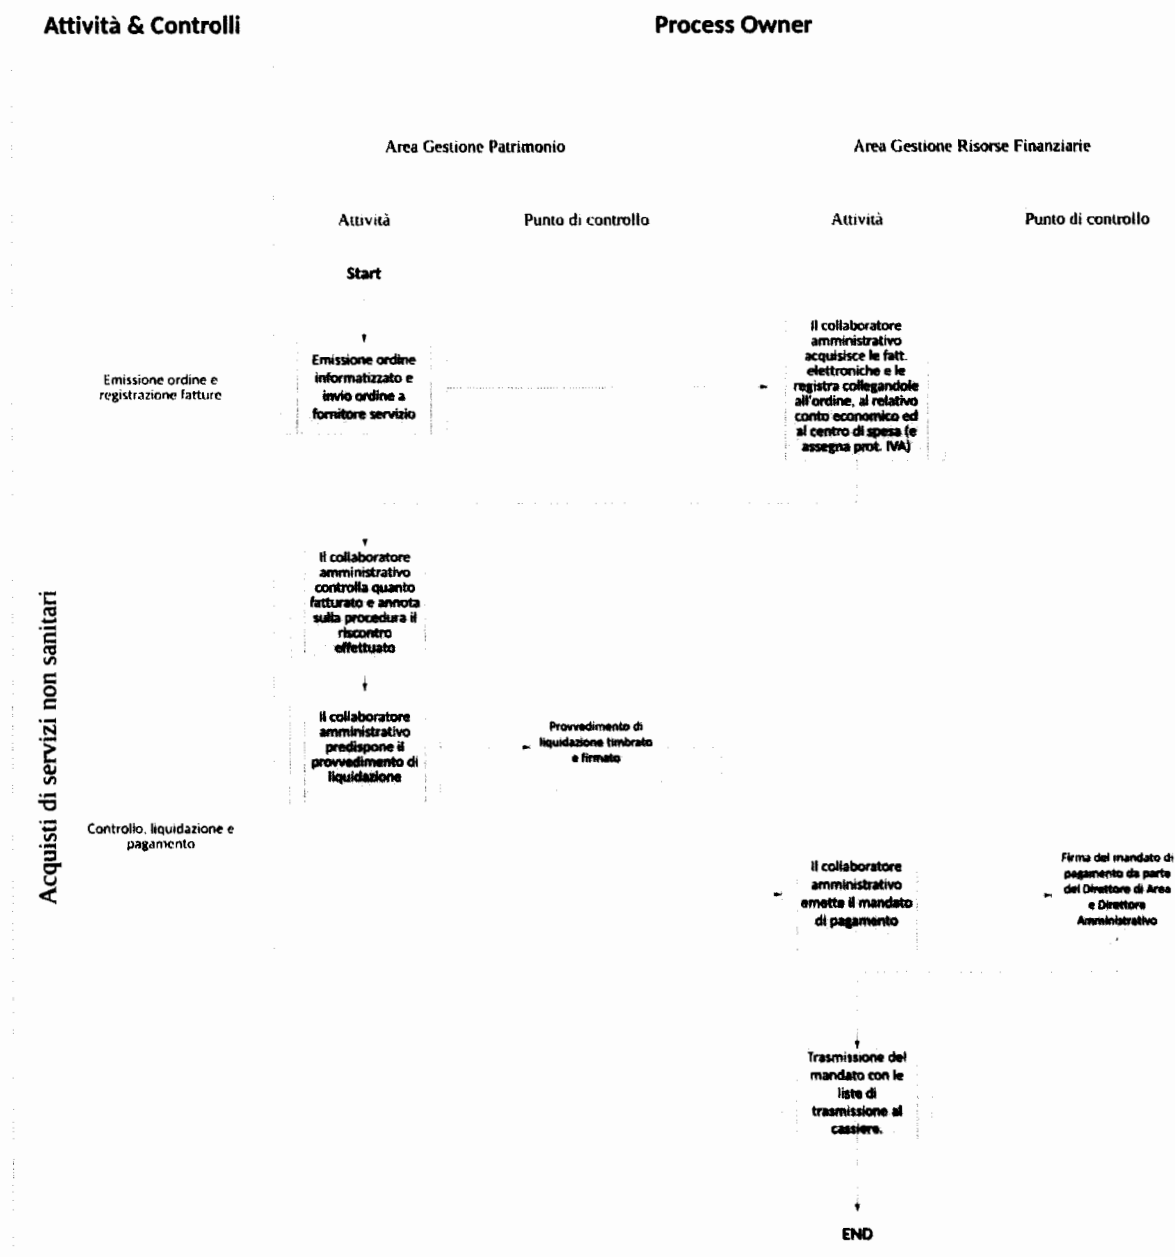 Attività & Controlli
Process Owner
Area Gestione Patrimonio
Area Gestione Risorse Finanziarie
Attività
Punto di controllo
Attività
Punto di controllo
Start
Emissione ordine e
registrazione fatture
Emissione ordine
informatizzato e
invio ordine a
fornitore servizio
Il collaboratore
amministrativo
acquisisce le fatt.
elettroniche e le
registra collegandole
all'ordine, al relativo
conto economico ed
al centro di spesa (e
assegna prot. IVA)
Acquisti di servizi non sanitari
Il collaboratore
amministrativo
controlla quanto
fatturato e annota
sulla procedura il
riscontro
effettuato
Il collaboratore
amministrativo
predispone il
provvedimento di
liquidazione
Provvedimento di
liquidazione timbrato
e firmato
Controllo, liquidazione e
pagamento
Il collaboratore
amministrativo
emette il mandato
di pagamento
Firma del mandato di
pagamento da parte
del Direttore di Area
e Direttore
Amministrativo
Trasmissione del
mandato con le
liste di
trasmissione al
cassiere.
END